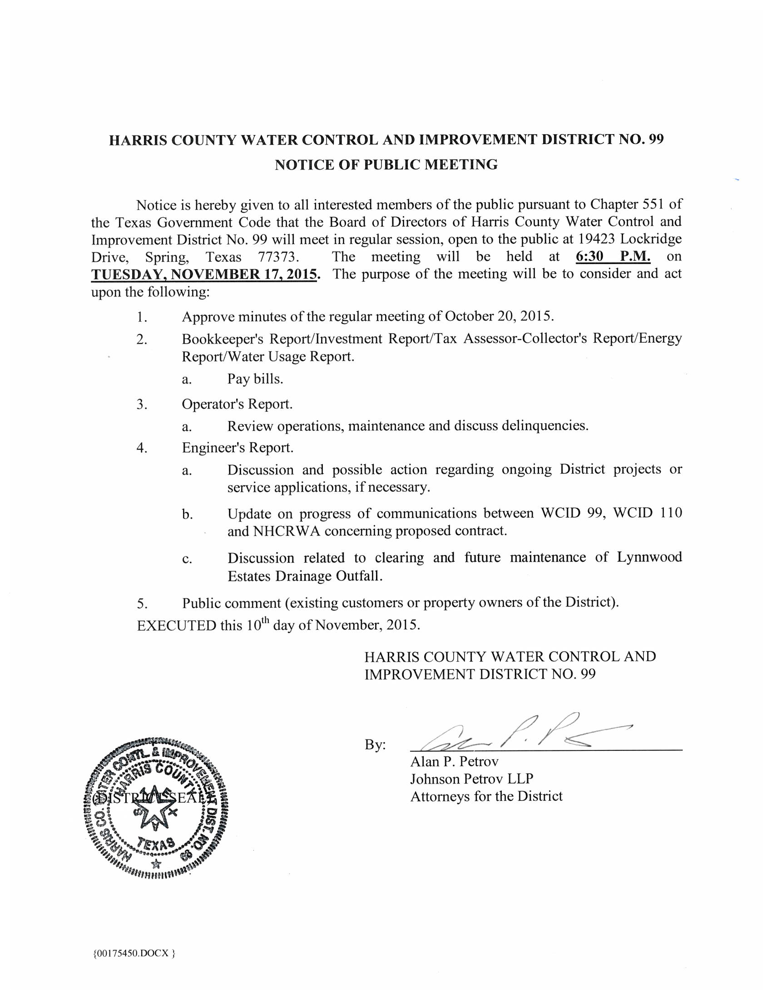 HARRIS COUNTY WATER CONTROL AND IMPROVEMENT DISTRICT NO. 99
NOTICE OF PUBLIC MEETING
Notice is hereby given to all interested members of the public pursuant to Chapter 551 of
the Texas Government Code that the Board of Directors of Harris County Water Control and
Improvement District No. 99 will meet in regular session, open to the public at 19423 Lockridge
Drive, Spring, Texas 77373. The meeting will be held at 6:30 P.M. on
TUESDAY, NOVEMBER 17, 2015. The purpose of the meeting will be to consider and act
upon the following:
1. Approve minutes of the regular meeting of October 20, 2015.
2. Bookkeeper's Report/Investment Report/Tax Assessor-Collector's Report/Energy
Report/Water Usage Report.
a. Pay bills.
3. Operator's Report.
a. Review operations, maintenance and discuss delinquencies.
4. Engineer's Report.
a. Discussion and possible action regarding ongoing District projects or
service applications, if necessary.
b. Update on progress of communications between WCID 99, WCID 110
and NHCRWA concerning proposed contract.
c. Discussion related to clearing and future maintenance of Lynnwood
Estates Drainage Outfall.
5. Public comment (existing customers or property owners of the District).
EXECUTED this 10th day of November, 2015.
HARRIS COUNTY WATER CONTROL AND
IMPROVEMENT DISTRICT NO. 99
By:
Alan P. Petrov
Johnson Petrov LLP
Attorneys for the District
(DISTRICT SEAL)
HARRIS CO. WATER CONTL. & IMPROVEMENT DIST. NO. 99
HARRIS COUNTY
TEXAS
TEXAS
{00175450.DOCX }